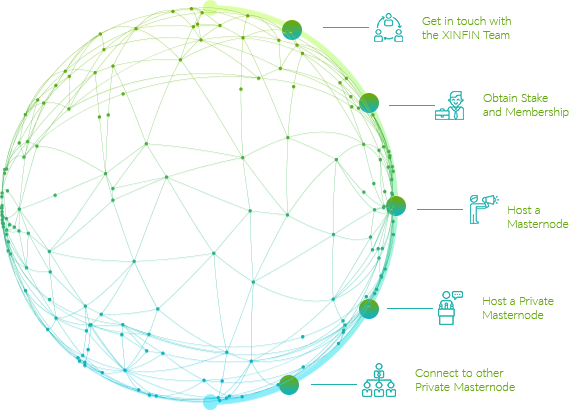 Get in touch with
the XINFIN Team
Obtain Stake
and Membership
Host a
Masternode
Host a Private
Masternode
Connect to other
Private Masternode